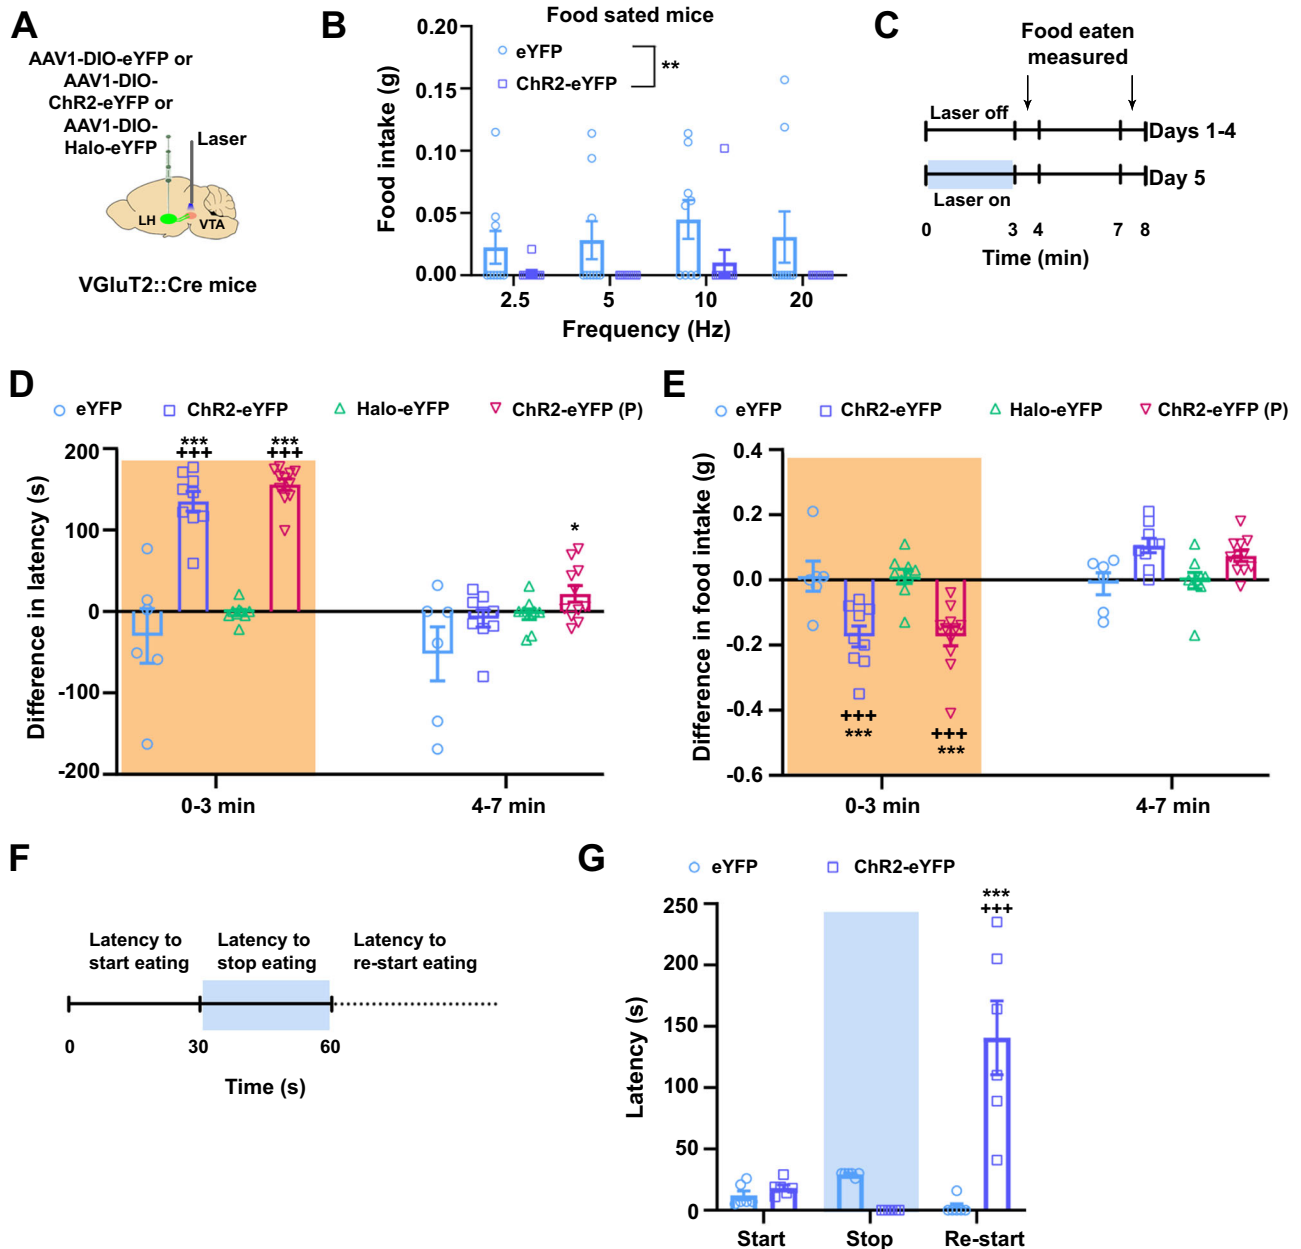 A
AAV1-DIO-eYFP or
AAV1-DIO-
ChR2-eYFP or
AAV1-DIO-
Halo-eYFP
Laser
LH
VTA
VGluT2::Cre mice
B
Food sated mice
eYFP
ChR2-eYFP
**
Food intake (g)
0.20
0.15
0.10
0.05
0.00
2.5
5
10
20
Frequency (Hz)
C
Food eaten
measured
Laser off
Days 1-4
Day 5
Laser on
0
3
4
7
8
Time (min)
D
eYFP
ChR2-eYFP
Halo-eYFP
ChR2-eYFP (P)
Difference in latency (s)
200
100
0
-100
-200
***
+++
***
+++
*
0-3 min
4-7 min
E
eYFP
ChR2-eYFP
Halo-eYFP
ChR2-eYFP (P)
Difference in food intake (g)
0.4
0.2
0.0
-0.2
-0.4
-0.6
+++
***
+++
***
0-3 min
4-7 min
F
Latency to
start eating
Latency to
stop eating
Latency to
re-start eating
0
30
60
Time (s)
G
eYFP
ChR2-eYFP
Latency (s)
250
200
150
100
50
0
***
+++
Start
Stop
Re-start